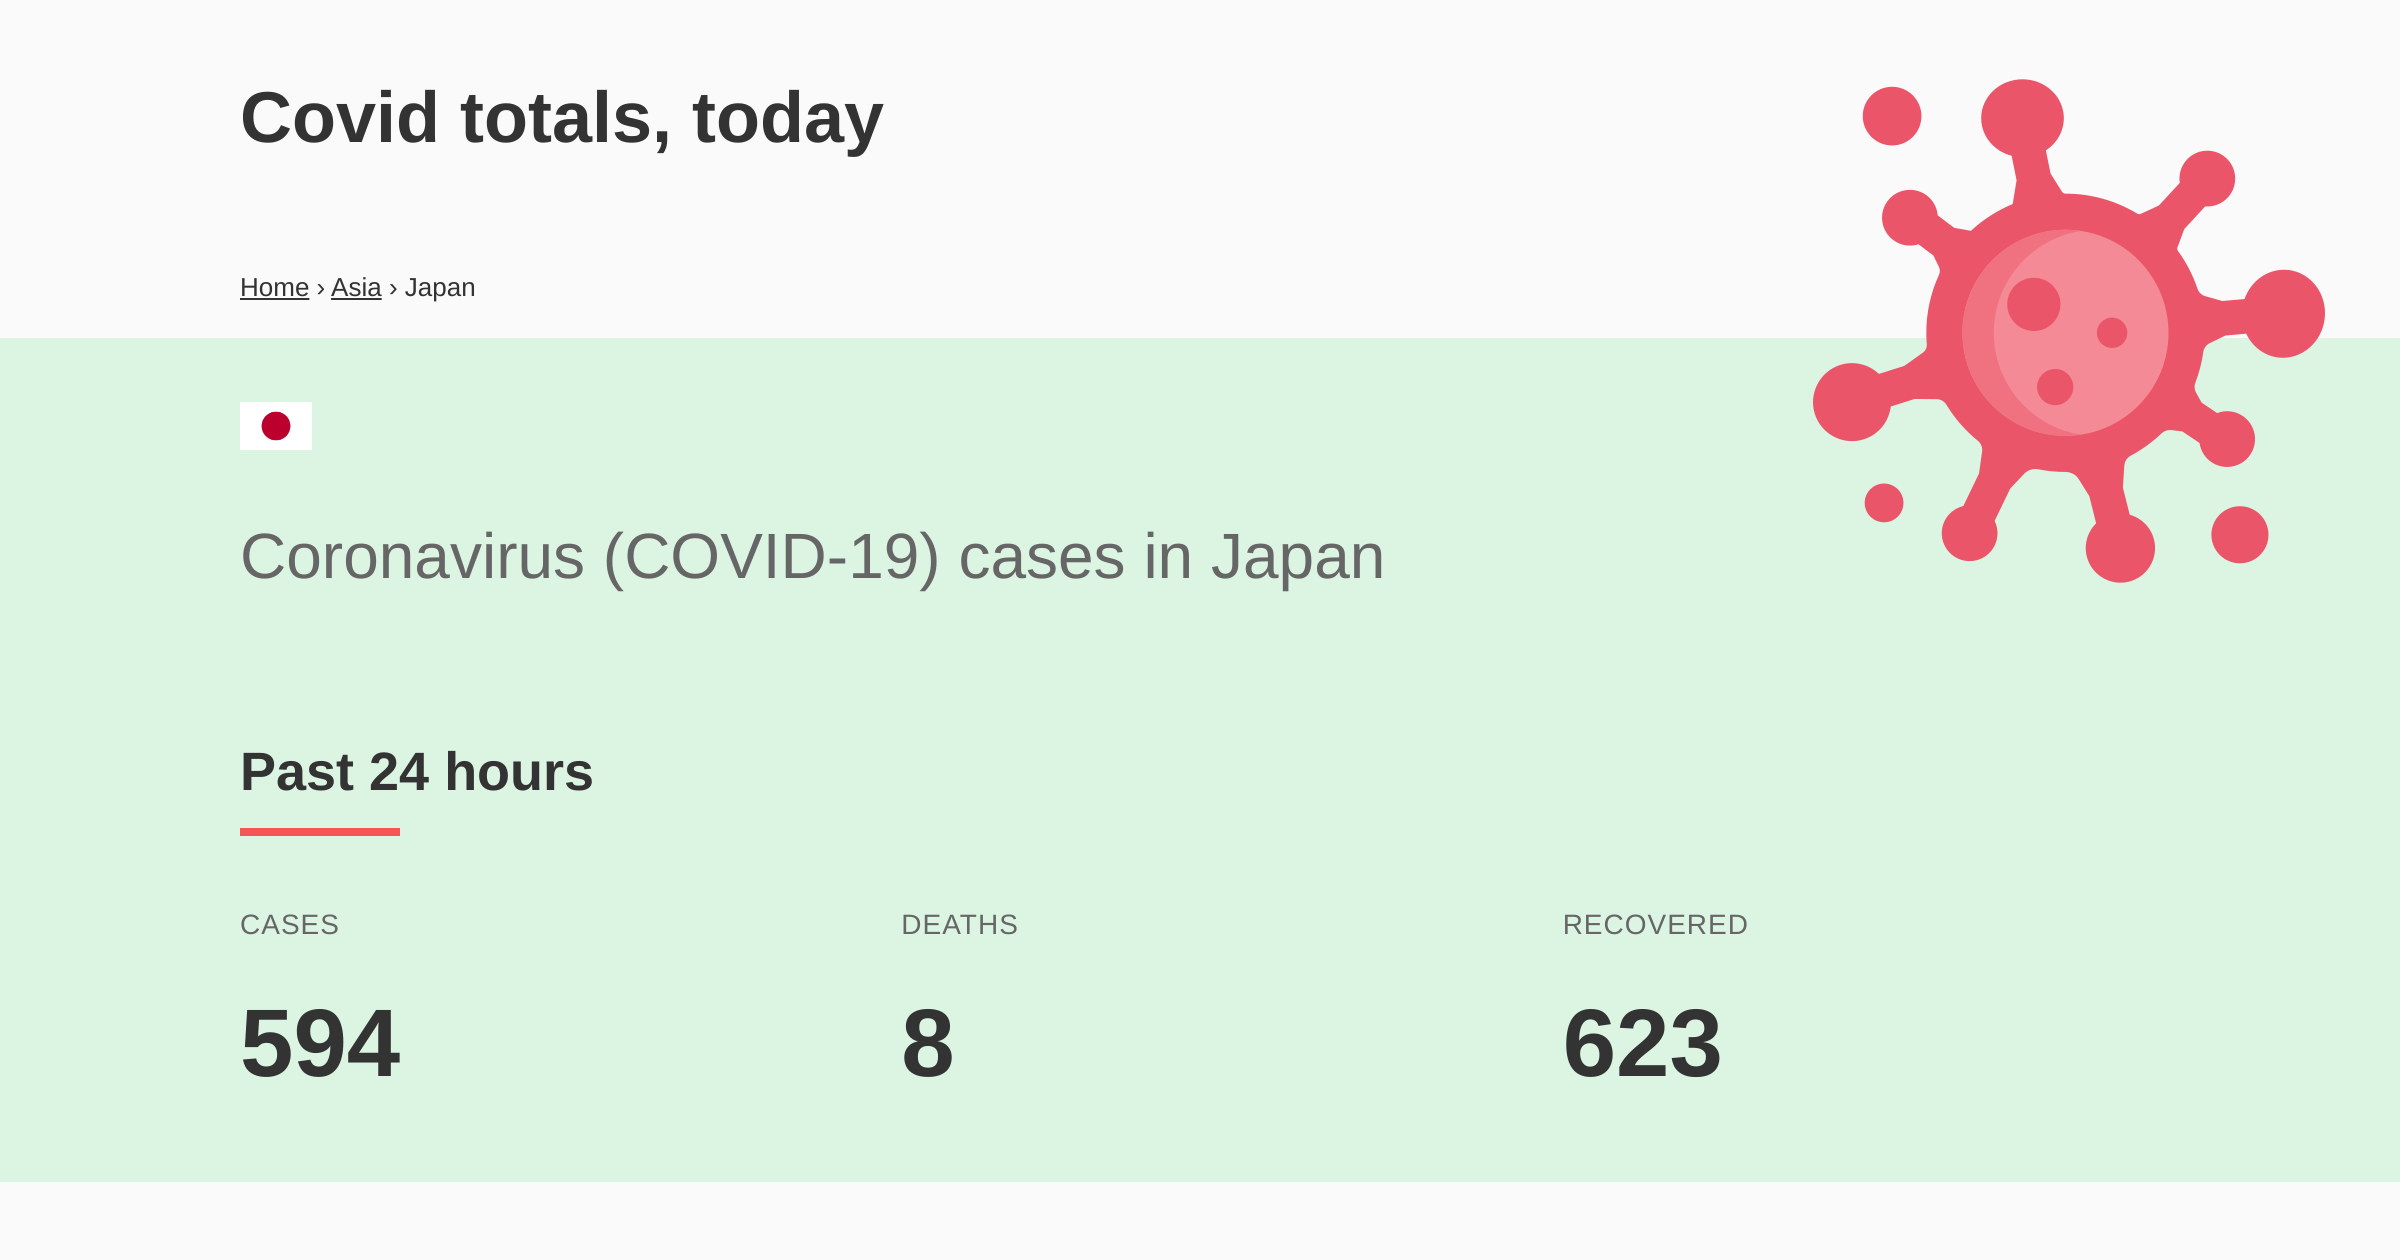 Covid totals, today
Home › Asia › Japan
Coronavirus (COVID-19) cases in Japan
Past 24 hours
CASES DEATHS RECOVERED
594 8 623